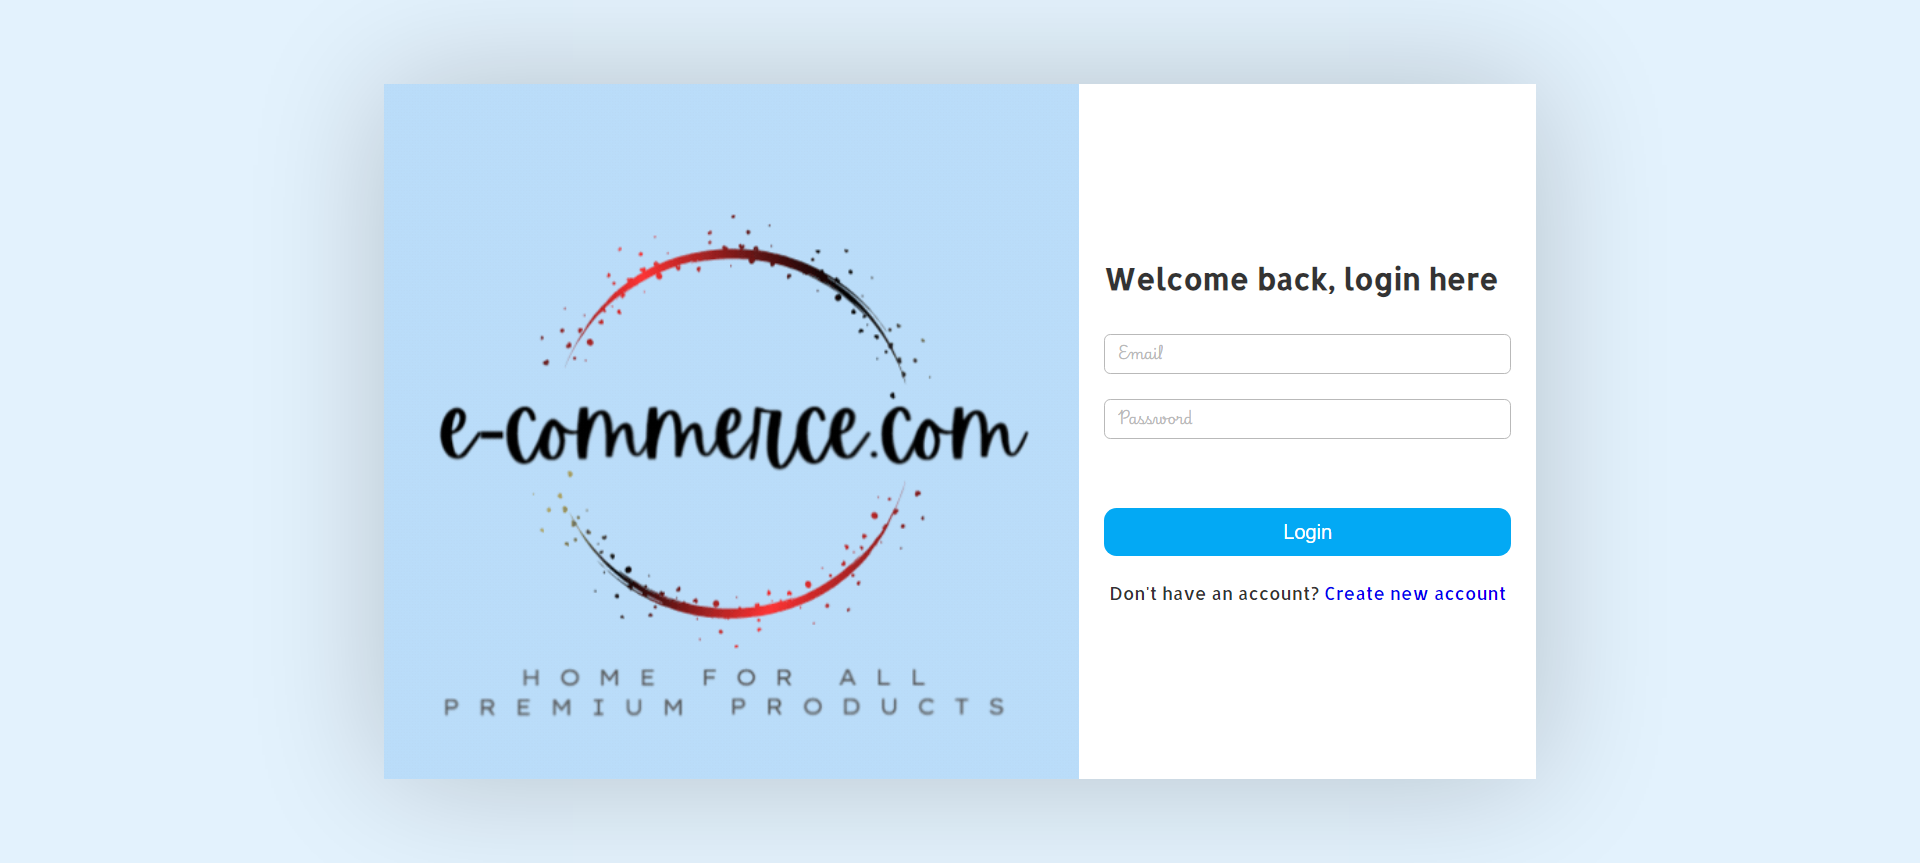 e-commerce.com
HOME FOR ALL
PREMIUM PRODUCTS
Welcome back, login here
Email
Password
Login
Don't have an account? Create new account